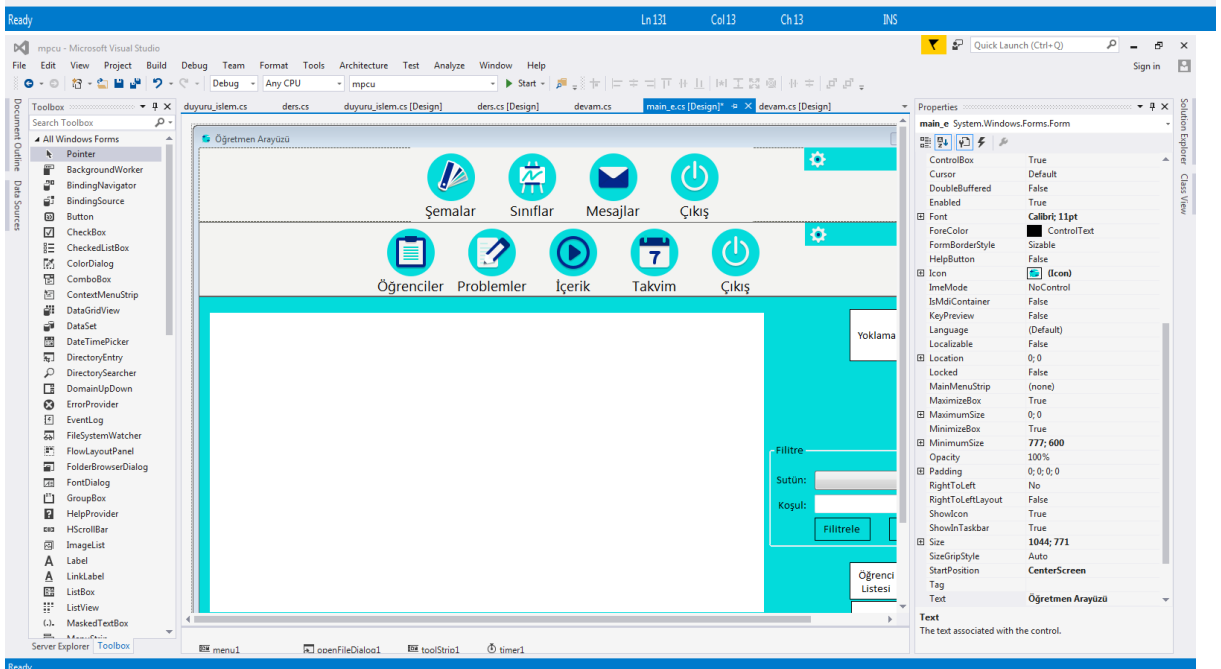 Ready Ln 131 Col 13 Ch 13 INS
mpcu - Microsoft Visual Studio Quick Launch (Ctrl+Q)
File Edit View Project Build Debug Team Format Tools Architecture Test Analyze Window Help Sign in
Debug Any CPU mpcu Start
Document Outline
Data Sources
Toolbox
Search Toolbox
All Windows Forms
Pointer
BackgroundWorker
BindingNavigator
BindingSource
Button
CheckBox
CheckedListBox
ColorDialog
ComboBox
ContextMenuStrip
DataGridView
DataSet
DateTimePicker
DirectoryEntry
DirectorySearcher
DomainUpDown
ErrorProvider
EventLog
FileSystemWatcher
FlowLayoutPanel
FolderBrowserDialog
FontDialog
GroupBox
HelpProvider
HScrollBar
ImageList
Label
LinkLabel
ListBox
ListView
MaskedTextBox
Server Explorer Toolbox
duyuru_islem.cs ders.cs duyuru_islem.cs [Design] ders.cs [Design] devam.cs main_e.cs [Design]* devam.cs [Design]
Öğretmen Arayüzü
Şemalar Sınıflar Mesajlar Çıkış
7
Öğrenciler Problemler İçerik Takvim Çıkış
Yoklama
Filitre
Sutün:
Koşul:
Filitrele
Öğrenci
Listesi
menu1 openFileDialog1 toolStrip1 timer1
Properties
main_e System.Windows.Forms.Form
ControlBox True
Cursor Default
DoubleBuffered False
Enabled True
Font Calibri; 11pt
ForeColor ControlText
FormBorderStyle Sizable
HelpButton False
Icon (Icon)
ImeMode NoControl
IsMdiContainer False
KeyPreview False
Language (Default)
Localizable False
Location 0; 0
Locked False
MainMenuStrip (none)
MaximizeBox True
MaximumSize 0; 0
MinimizeBox True
MinimumSize 777; 600
Opacity 100%
Padding 0; 0; 0; 0
RightToLeft No
RightToLeftLayout False
ShowIcon True
ShowInTaskbar True
Size 1044; 771
SizeGripStyle Auto
StartPosition CenterScreen
Tag
Text Öğretmen Arayüzü
Text
The text associated with the control.
Solution Explorer
Class View